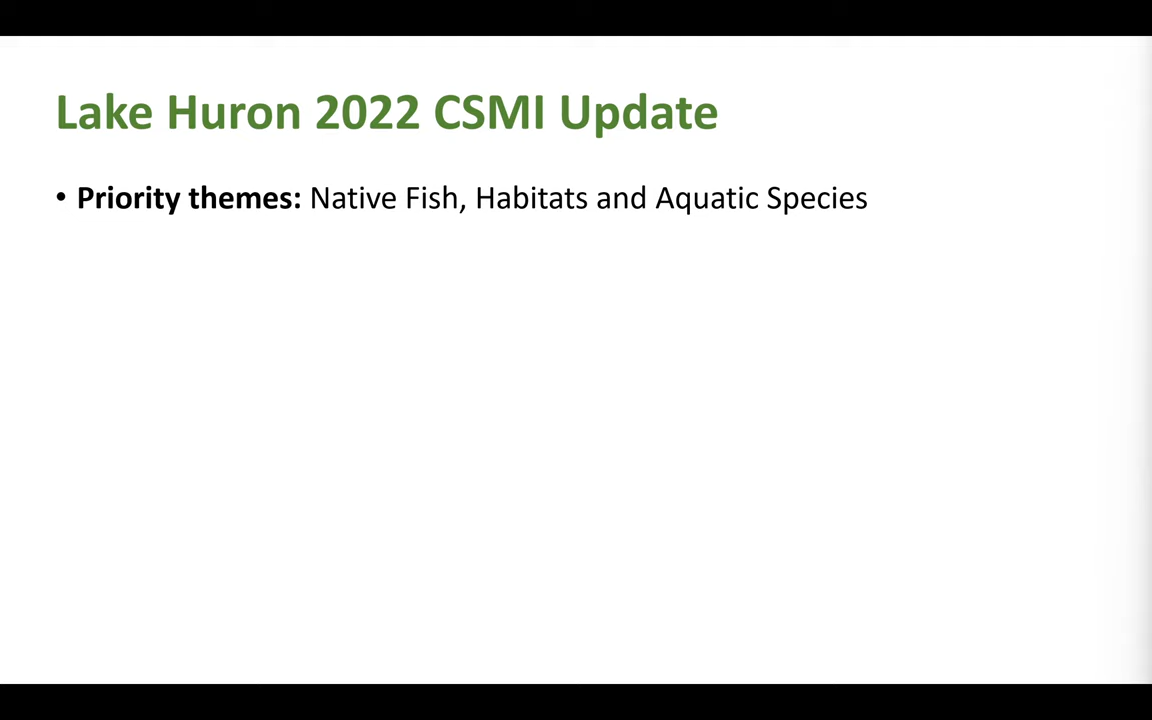 Lake Huron 2022 CSMI Update
• Priority themes: Native Fish, Habitats and Aquatic Species